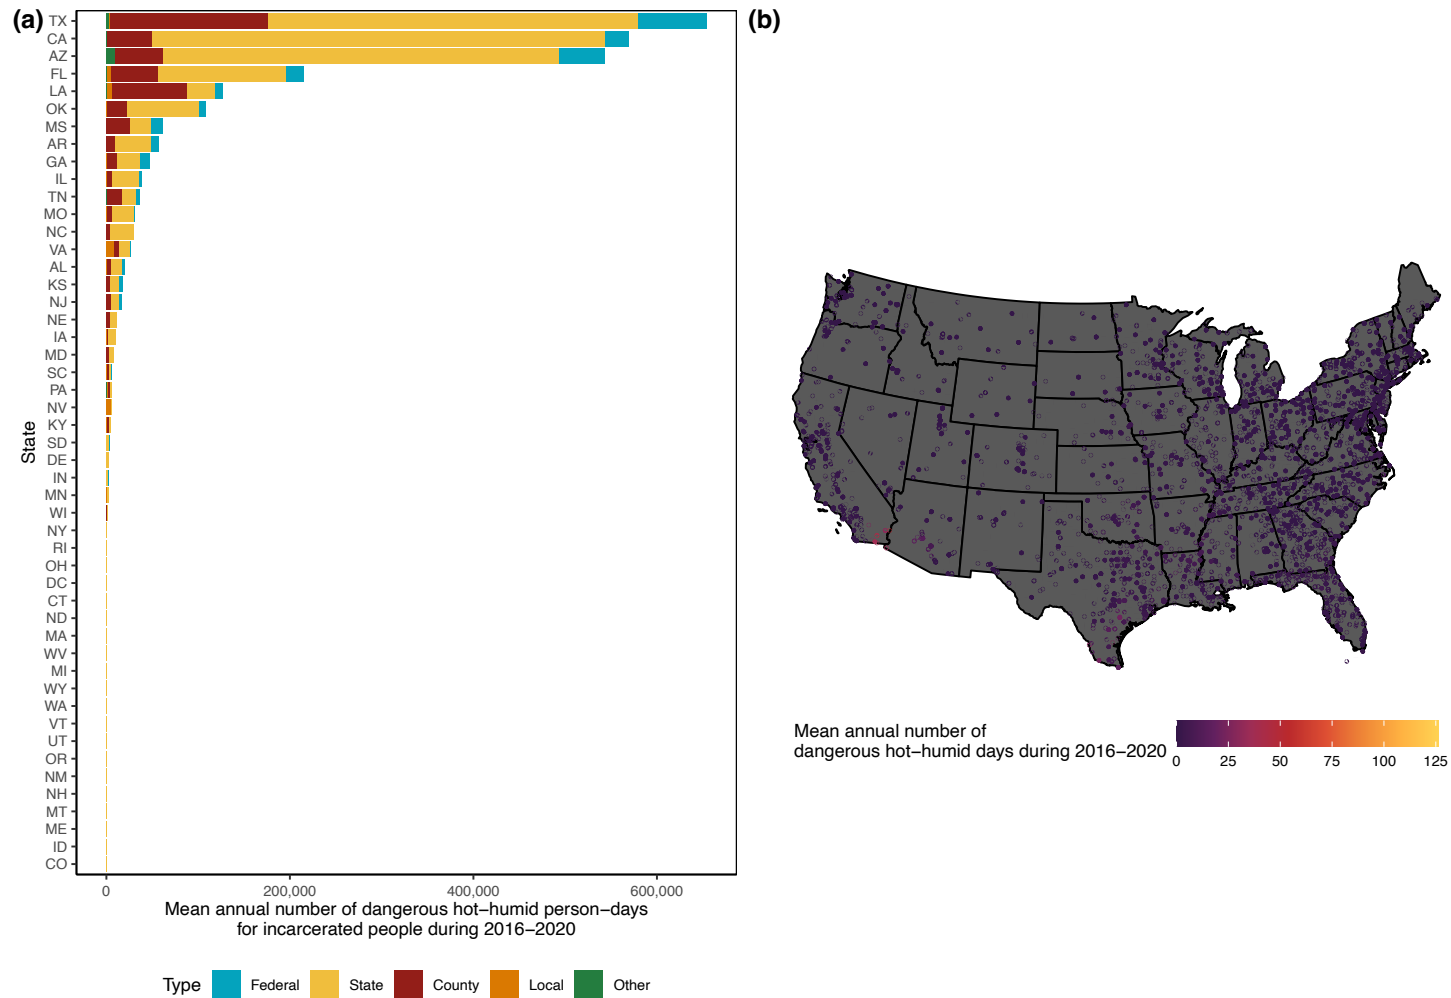 (a)
TX
CA
AZ
FL
LA
OK
MS
AR
GA
IL
TN
MO
NC
VA
AL
KS
NJ
NE
IA
MD
SC
PA
NV
KY
SD
DE
IN
MN
WI
NY
RI
OH
DC
CT
ND
MA
WV
MI
WY
WA
VT
UT
OR
NM
NH
MT
ME
ID
CO
State
0 200,000 400,000 600,000
Mean annual number of dangerous hot−humid person−days
for incarcerated people during 2016−2020
Type Federal State County Local Other
(b)
Mean annual number of
dangerous hot−humid days during 2016−2020
0 25 50 75 100 125